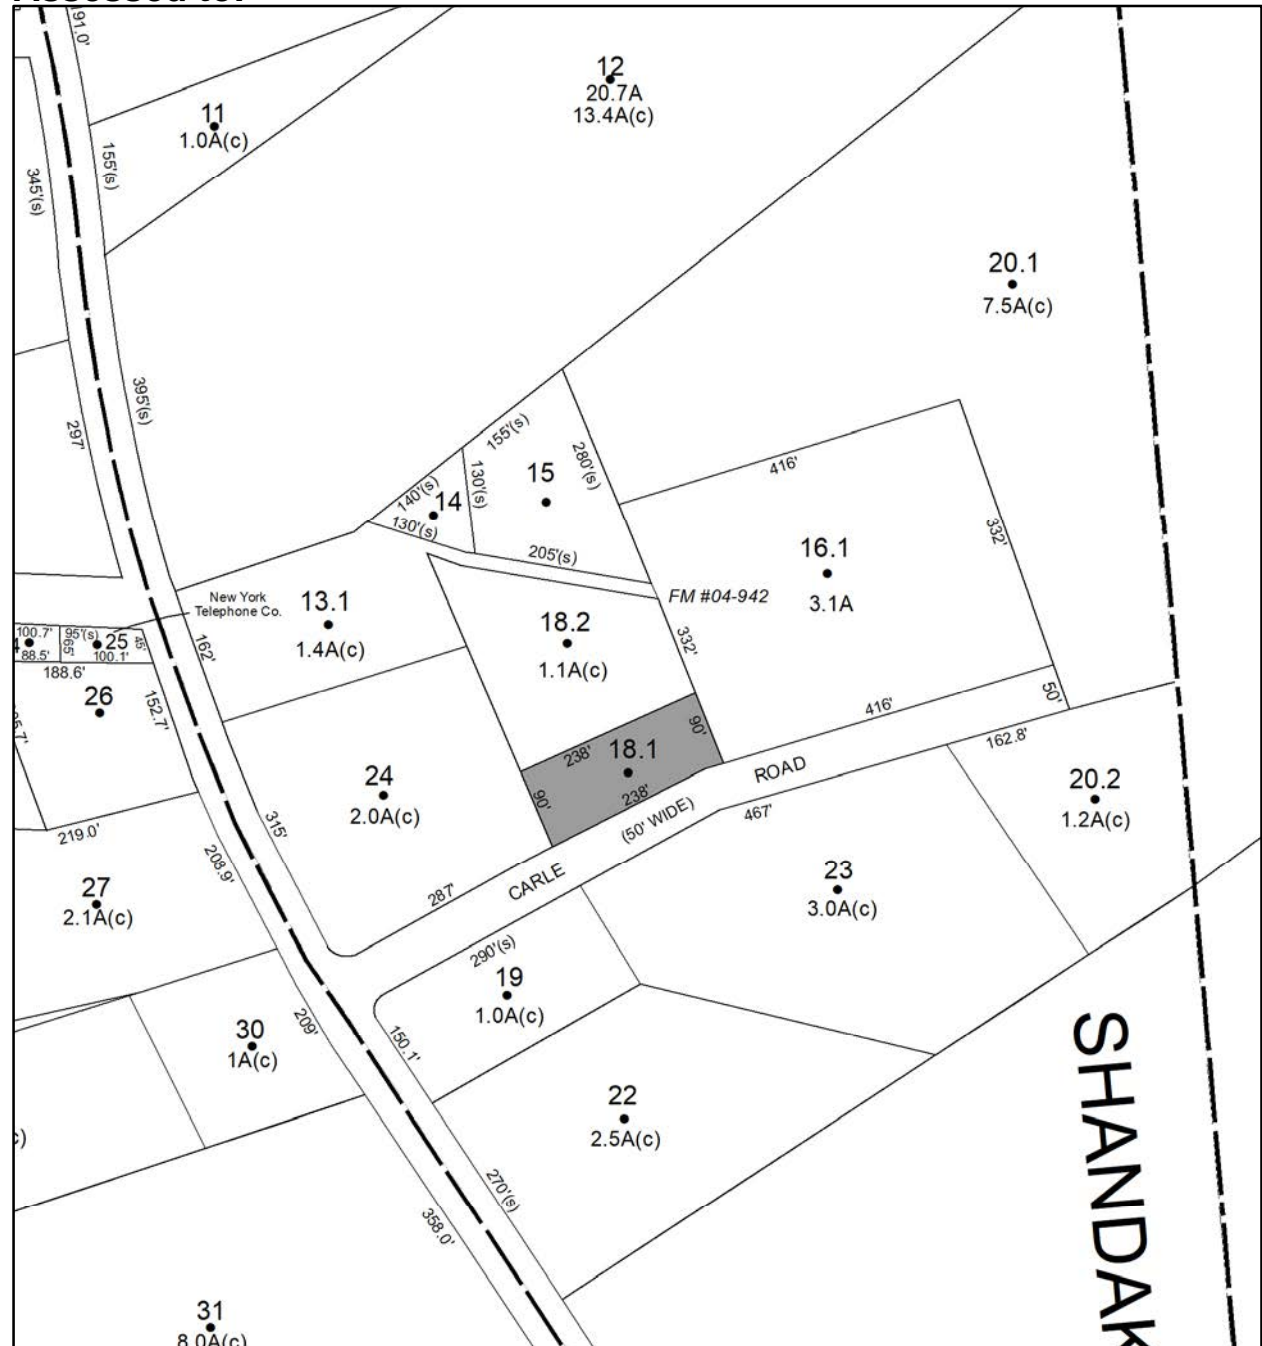 191.0'
12
20.7A
13.4A(c)
11
1.0A(c)
155'(s)
345'(s)
20.1
7.5A(c)
395'(s)
297'
155'(s)
280'(s)
416'
15
130'(s)
140'(s)
14
130'(s)
332'
205'(s)
16.1
3.1A
FM #04-942
New York
Telephone Co.
13.1
1.4A(c)
162'
18.2
1.1A(c)
332'
100.7'
88.5'
95'(s)
65'
25
45'
100.1'
188.6'
26
152.7'
50'
416'
162.8'
90'
18.1
238'
238'
90'
ROAD
(50' WIDE)
467'
CARLE
20.2
1.2A(c)
24
2.0A(c)
315'
219.0'
208.9'
287'
23
3.0A(c)
27
2.1A(c)
290'(s)
19
1.0A(c)
150.1'
209'
30
1A(c)
22
2.5A(c)
270'(s)
358.0'
31
8.0A(c)
SHANDAK